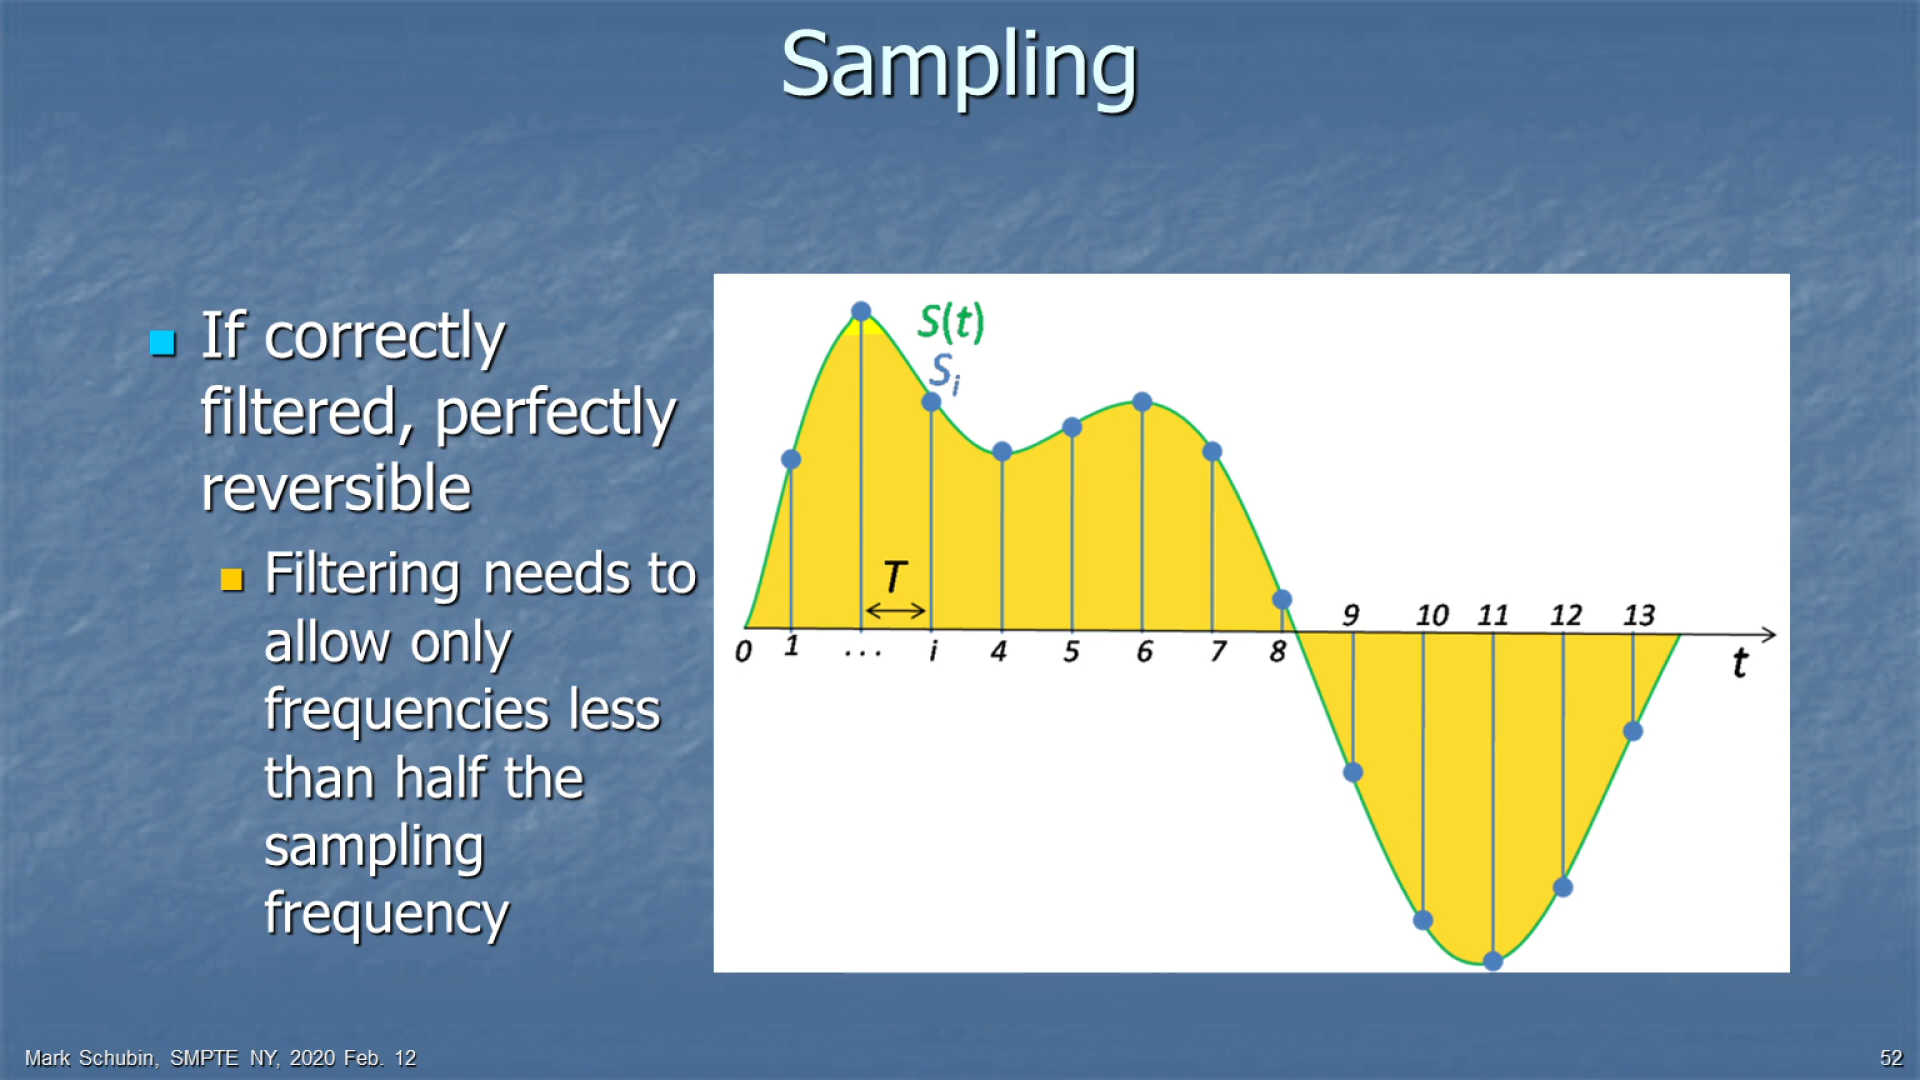 Sampling
If correctly
filtered, perfectly
reversible
Filtering needs to
allow only
frequencies less
than half the
sampling
frequency
S(t)
Si
T
9 10 11 12 13
0 1 ... i 4 5 6 7 8
t
Mark Schubin, SMPTE NY, 2020 Feb. 12
52